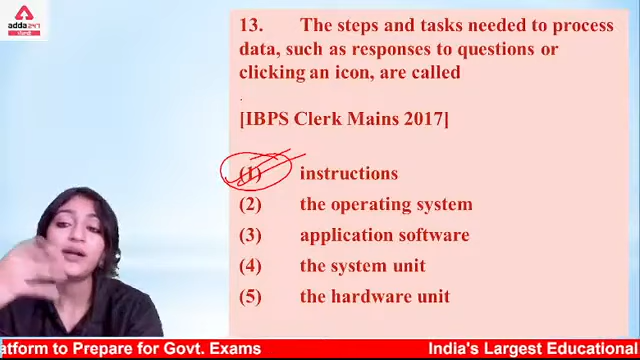 adda247
ਪੰਜਾਬੀ
13. The steps and tasks needed to process
data, such as responses to questions or
clicking an icon, are called
.
[IBPS Clerk Mains 2017]
(1) instructions
(2) the operating system
(3) application software
(4) the system unit
(5) the hardware unit
atform to Prepare for Govt. Exams India's Largest Educational